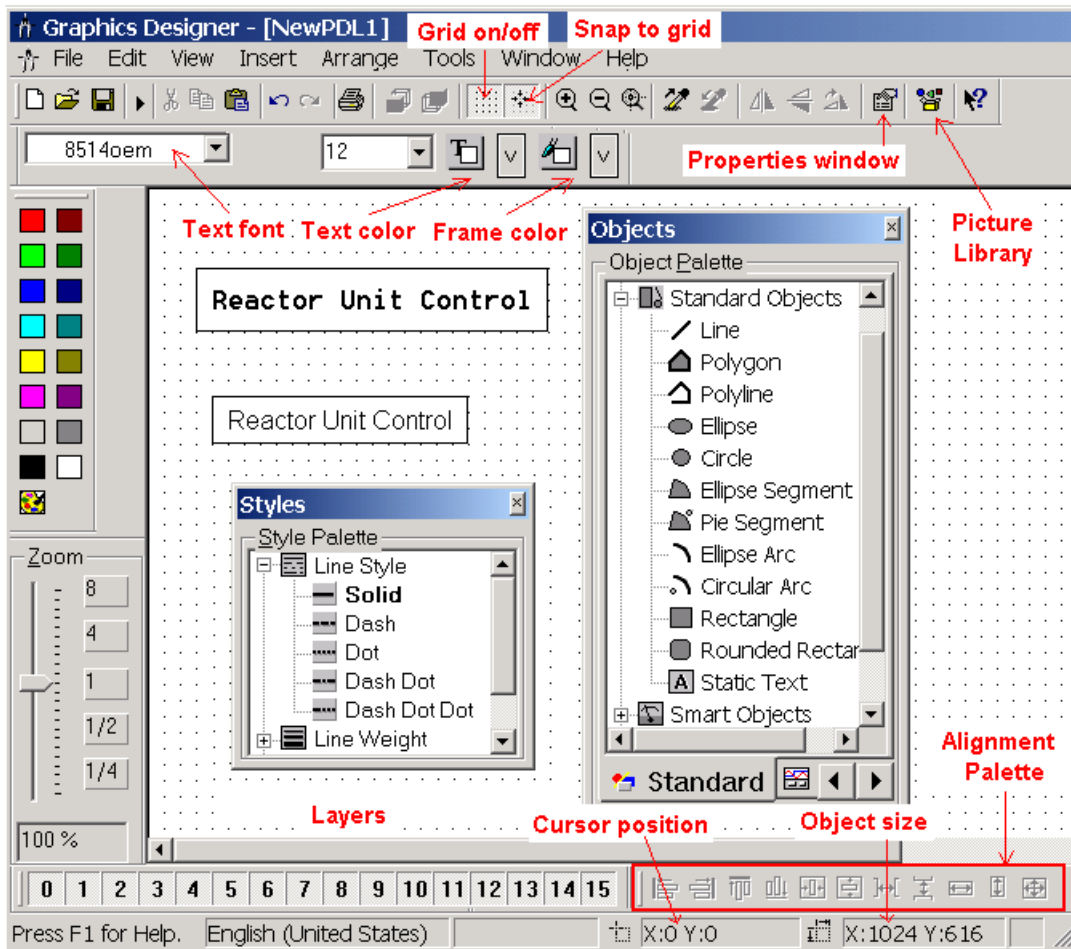 Graphics Designer - [NewPDL1]
Grid on/off
Snap to grid
File Edit View Insert Arrange Tools Window Help
8514oem
12
T
V
V
Properties window
Text font
Text color
Frame color
Picture
Library
Reactor Unit Control
Reactor Unit Control
Objects
Object Palette
Standard Objects
Line
Polygon
Polyline
Ellipse
Circle
Ellipse Segment
Pie Segment
Ellipse Arc
Circular Arc
Rectangle
Rounded Rectar
A Static Text
Smart Objects
Standard
Styles
Style Palette
Line Style
Solid
Dash
Dot
Dash Dot
Dash Dot Dot
Line Weight
Zoom
8
4
1
1/2
1/4
100 %
Layers
Cursor position
Object size
Alignment
Palette
0 1 2 3 4 5 6 7 8 9 10 11 12 13 14 15
Press F1 for Help.
English (United States)
X:0 Y:0
X:1024 Y:616